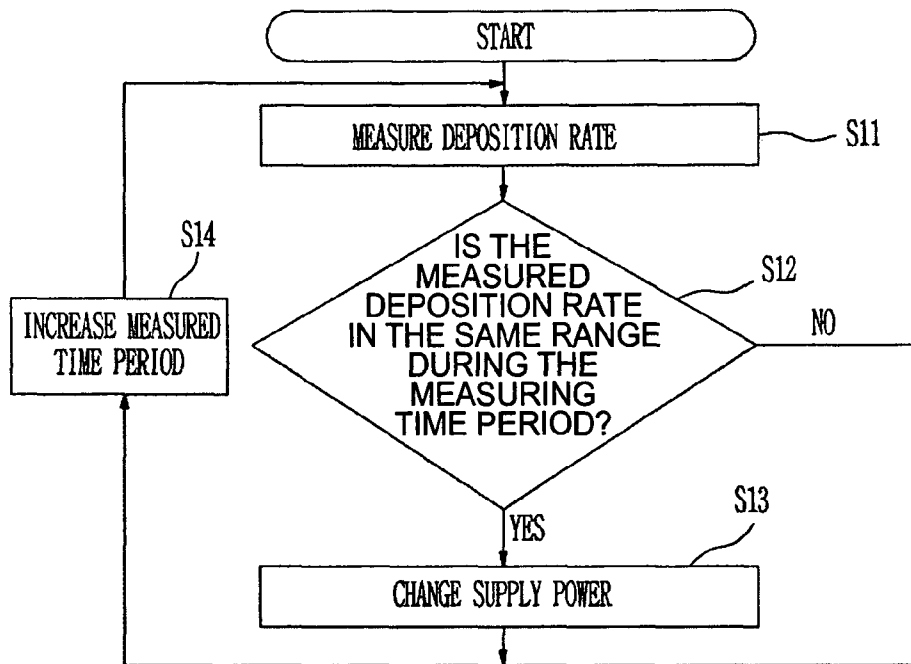 START
MEASURE DEPOSITION RATE
S11
S14
IS THE
MEASURED
DEPOSITION RATE
IN THE SAME RANGE
DURING THE
MEASURING
TIME PERIOD?
S12
NO
INCREASE MEASURED
TIME PERIOD
YES
S13
CHANGE SUPPLY POWER